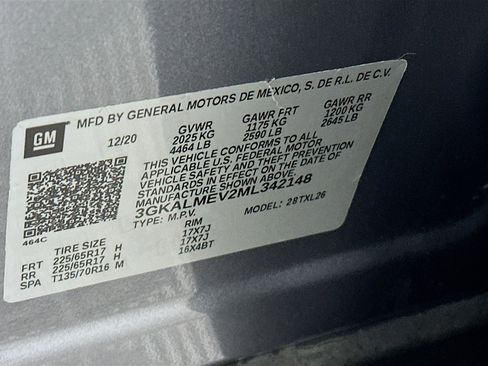 GM
MFD BY GENERAL MOTORS DE MEXICO, S. DE R.L. DE C.V.
12/20 GVWR GAWR FRT GAWR RR
2025 KG 1175 KG 1200 KG
4464 LB 2590 LB 2645 LB
THIS VEHICLE CONFORMS TO ALL
APPLICABLE U.S. FEDERAL MOTOR
VEHICLE SAFETY AND THEFT PREVENTION
STANDARDS IN EFFECT ON THE DATE OF
MANUFACTURE SHOWN ABOVE.
3GKALMEV2ML342148
TYPE: M.P.V. MODEL: 28TXL26
464C
TIRE SIZE RIM
FRT 225/65R17 H 17X7J
RR 225/65R17 H 17X7J
SPA T135/70R16 M 16X4BT